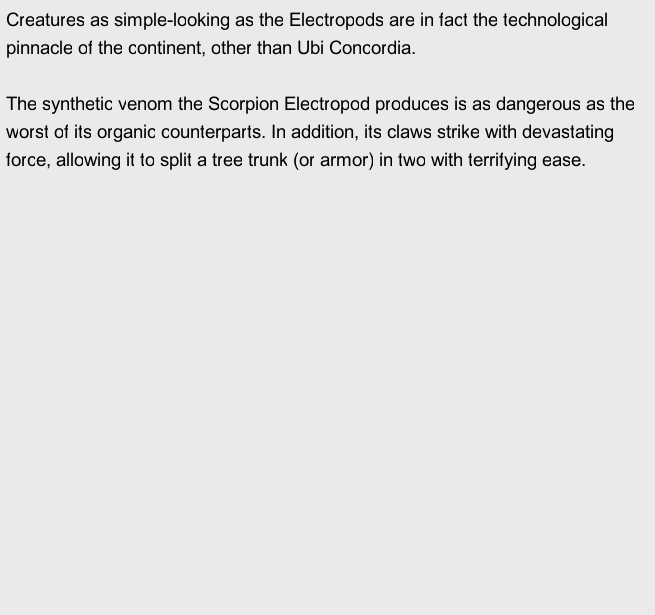 Creatures as simple-looking as the Electropods are in fact the technological
pinnacle of the continent, other than Ubi Concordia.
The synthetic venom the Scorpion Electropod produces is as dangerous as the
worst of its organic counterparts. In addition, its claws strike with devastating
force, allowing it to split a tree trunk (or armor) in two with terrifying ease.